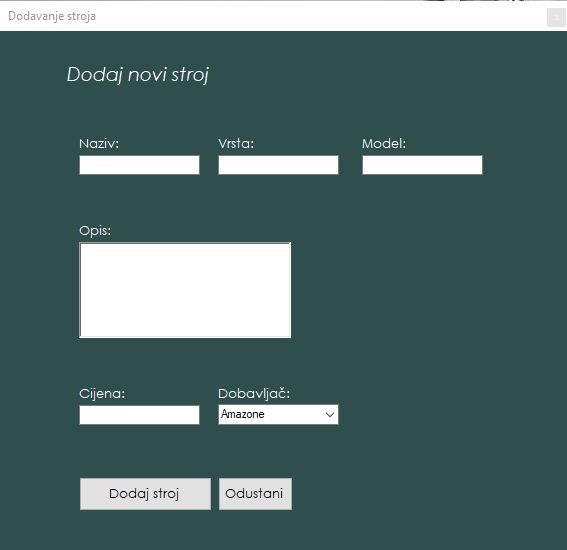 Dodavanje stroja
Dodaj novi stroj
Naziv: Vrsta: Model:
Opis:
Cijena: Dobavljač:
Amazone
Dodaj stroj Odustani